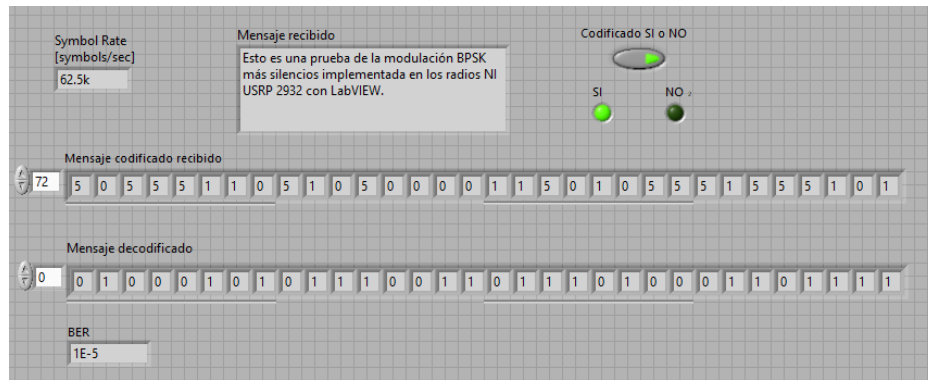 Symbol Rate
[symbols/sec]
62.5k
Mensaje recibido
Esto es una prueba de la modulación BPSK
más silencios implementada en los radios NI
USRP 2932 con LabVIEW.
Codificado SI o NO
SI NO 2
Mensaje codificado recibido
72 5 0 5 5 5 1 1 0 5 1 0 5 0 0 0 0 1 1 5 0 1 0 5 5 5 1 5 5 5 1 0 1
Mensaje decodificado
0 0 1 0 0 0 1 0 1 0 1 1 1 0 0 1 1 0 1 1 1 0 1 0 0 0 1 1 0 1 1 1 1
BER
1E-5